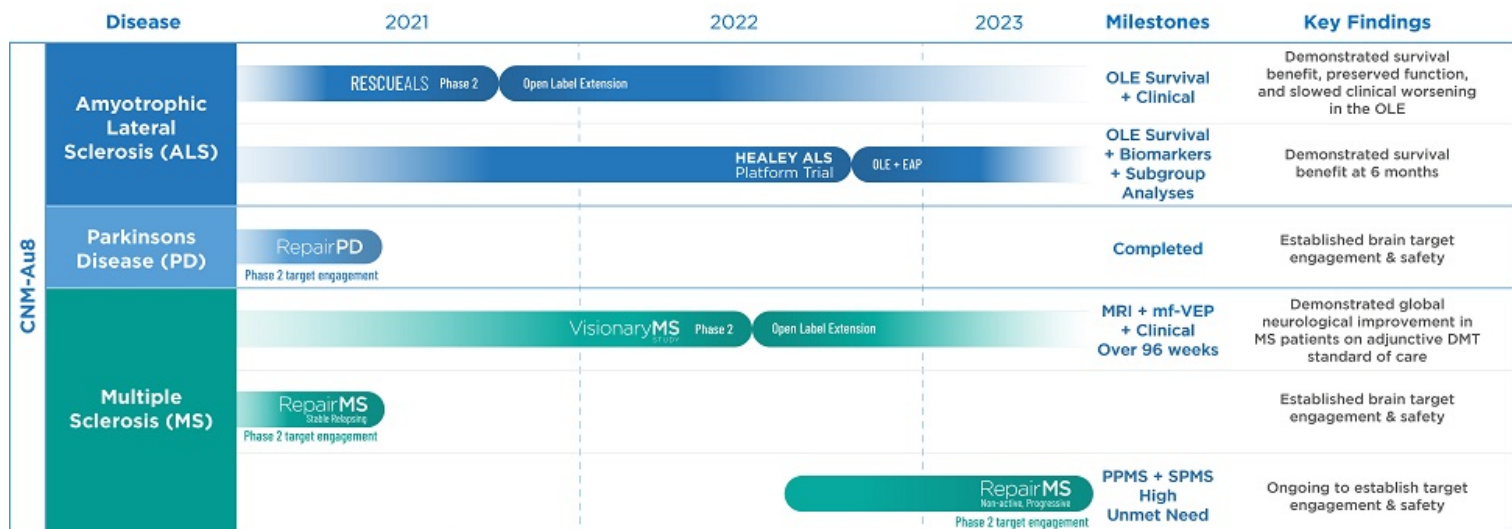 Disease
2021
2022
2023
Milestones
Key Findings
CNM-Au8
Amyotrophic
Lateral
Sclerosis (ALS)
RESCUEALS Phase 2
Open Label Extension
OLE Survival
+ Clinical
Demonstrated survival
benefit, preserved function,
and slowed clinical worsening
in the OLE
HEALEY ALS
Platform Trial
OLE + EAP
OLE Survival
+ Biomarkers
+ Subgroup
Analyses
Demonstrated survival
benefit at 6 months
Parkinsons
Disease (PD)
RepairPD
Phase 2 target engagement
Completed
Established brain target
engagement & safety
Multiple
Sclerosis (MS)
VisionaryMS Phase 2
STUDY
Open Label Extension
MRI + mf-VEP
+ Clinical
Over 96 weeks
Demonstrated global
neurological improvement in
MS patients on adjunctive DMT
standard of care
RepairMS
Stable Relapsing
Phase 2 target engagement
Established brain target
engagement & safety
RepairMS
Non-active, Progressive
Phase 2 target engagement
PPMS + SPMS
High
Unmet Need
Ongoing to establish target
engagement & safety